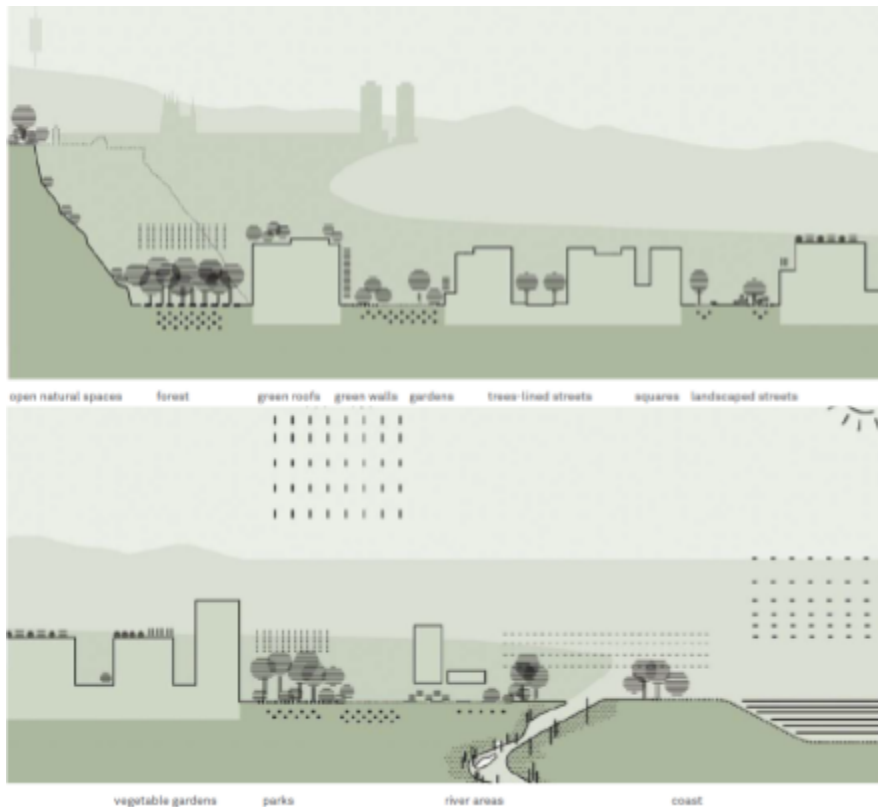 open natural spaces forest green roofs green walls gardens trees-lined streets squares landscaped streets
vegetable gardens parks river areas coast